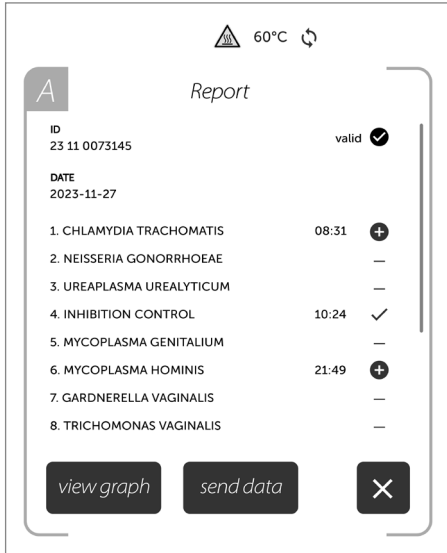 60°C
A
Report
ID
23 11 0073145
valid
DATE
2023-11-27
1. CHLAMYDIA TRACHOMATIS 08:31 +
2. NEISSERIA GONORRHOEAE –
3. UREAPLASMA UREALYTICUM –
4. INHIBITION CONTROL 10:24 ✓
5. MYCOPLASMA GENITALIUM –
6. MYCOPLASMA HOMINIS 21:49 +
7. GARDNERELLA VAGINALIS –
8. TRICHOMONAS VAGINALIS –
view graph send data ×